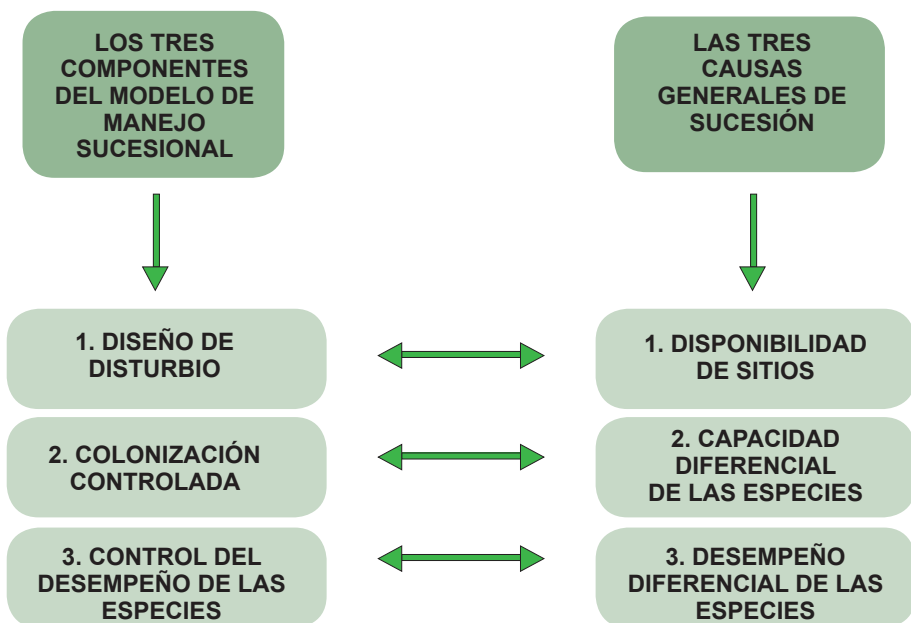 LOS TRES
COMPONENTES
DEL MODELO DE
MANEJO
SUCESIONAL
LAS TRES
CAUSAS
GENERALES DE
SUCESIÓN
1. DISEÑO DE
DISTURBIO
1. DISPONIBILIDAD
DE SITIOS
2. COLONIZACIÓN
CONTROLADA
2. CAPACIDAD
DIFERENCIAL
DE LAS ESPECIES
3. CONTROL DEL
DESEMPEÑO DE LAS
ESPECIES
3. DESEMPEÑO
DIFERENCIAL DE LAS
ESPECIES